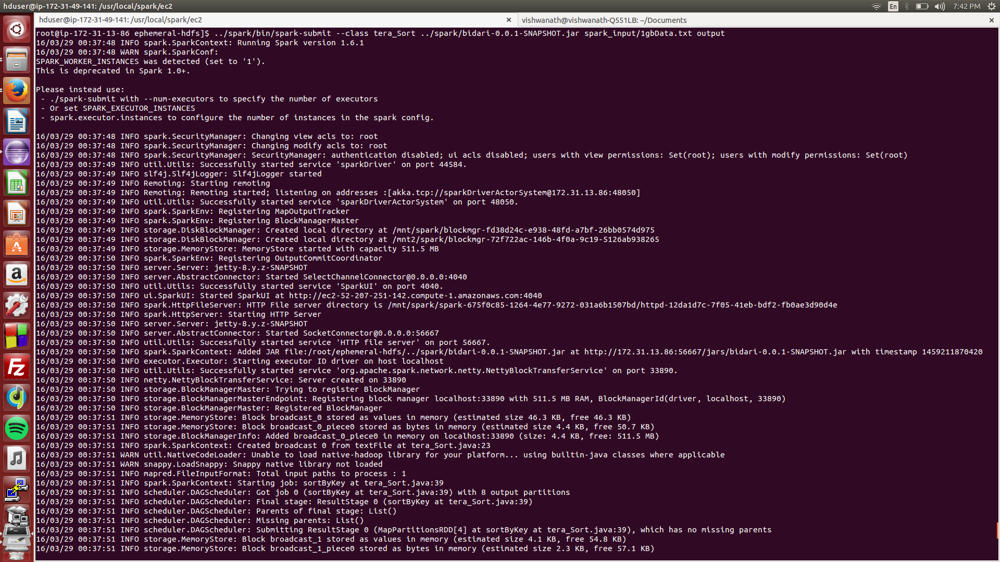 hduser@ip-172-31-49-141: /usr/local/spark/ec2
En
7:42 PM
hduser@ip-172-31-49-141: /usr/local/spark/ec2
vishwanath@vishwanath-Q551LB: ~/Documents
root@ip-172-31-13-86 ephemeral-hdfs]$ ../spark/bin/spark-submit --class tera_Sort ../spark/bidari-0.0.1-SNAPSHOT.jar spark_input/1gbData.txt output
16/03/29 00:37:48 INFO spark.SparkContext: Running Spark version 1.6.1
16/03/29 00:37:48 WARN spark.SparkConf:
SPARK_WORKER_INSTANCES was detected (set to '1').
This is deprecated in Spark 1.0+.
Please instead use:
- ./spark-submit with --num-executors to specify the number of executors
- Or set SPARK_EXECUTOR_INSTANCES
- spark.executor.instances to configure the number of instances in the spark config.
16/03/29 00:37:48 INFO spark.SecurityManager: Changing view acls to: root
16/03/29 00:37:48 INFO spark.SecurityManager: Changing modify acls to: root
16/03/29 00:37:48 INFO spark.SecurityManager: SecurityManager: authentication disabled; ui acls disabled; users with view permissions: Set(root); users with modify permissions: Set(root)
16/03/29 00:37:49 INFO util.Utils: Successfully started service 'sparkDriver' on port 44584.
16/03/29 00:37:49 INFO slf4j.Slf4jLogger: Slf4jLogger started
16/03/29 00:37:49 INFO Remoting: Starting remoting
16/03/29 00:37:49 INFO Remoting: Remoting started; listening on addresses :[akka.tcp://sparkDriverActorSystem@172.31.13.86:48050]
16/03/29 00:37:49 INFO util.Utils: Successfully started service 'sparkDriverActorSystem' on port 48050.
16/03/29 00:37:49 INFO spark.SparkEnv: Registering MapOutputTracker
16/03/29 00:37:49 INFO spark.SparkEnv: Registering BlockManagerMaster
16/03/29 00:37:49 INFO storage.DiskBlockManager: Created local directory at /mnt/spark/blockmgr-fd38d24c-e938-48fd-a7bf-26bb0574d975
16/03/29 00:37:49 INFO storage.DiskBlockManager: Created local directory at /mnt2/spark/blockmgr-72f722ac-146b-4f0a-9c19-5126ab938265
16/03/29 00:37:49 INFO storage.MemoryStore: MemoryStore started with capacity 511.5 MB
16/03/29 00:37:50 INFO spark.SparkEnv: Registering OutputCommitCoordinator
16/03/29 00:37:50 INFO server.Server: jetty-8.y.z-SNAPSHOT
16/03/29 00:37:50 INFO server.AbstractConnector: Started SelectChannelConnector@0.0.0.0:4040
16/03/29 00:37:50 INFO util.Utils: Successfully started service 'SparkUI' on port 4040.
16/03/29 00:37:50 INFO ui.SparkUI: Started SparkUI at http://ec2-52-207-251-142.compute-1.amazonaws.com:4040
16/03/29 00:37:50 INFO spark.HttpFileServer: HTTP File server directory is /mnt/spark/spark-675f0c85-1264-4e77-9272-031a6b1507bd/httpd-12da1d7c-7f05-41eb-bdf2-fb0ae3d90d4e
16/03/29 00:37:50 INFO spark.HttpServer: Starting HTTP Server
16/03/29 00:37:50 INFO server.Server: jetty-8.y.z-SNAPSHOT
16/03/29 00:37:50 INFO server.AbstractConnector: Started SocketConnector@0.0.0.0:56667
16/03/29 00:37:50 INFO util.Utils: Successfully started service 'HTTP file server' on port 56667.
16/03/29 00:37:50 INFO spark.SparkContext: Added JAR file:/root/ephemeral-hdfs/../spark/bidari-0.0.1-SNAPSHOT.jar at http://172.31.13.86:56667/jars/bidari-0.0.1-SNAPSHOT.jar with timestamp 1459211870420
16/03/29 00:37:50 INFO executor.Executor: Starting executor ID driver on host localhost
16/03/29 00:37:50 INFO util.Utils: Successfully started service 'org.apache.spark.network.netty.NettyBlockTransferService' on port 33890.
16/03/29 00:37:50 INFO netty.NettyBlockTransferService: Server created on 33890
16/03/29 00:37:50 INFO storage.BlockManagerMaster: Trying to register BlockManager
16/03/29 00:37:50 INFO storage.BlockManagerMasterEndpoint: Registering block manager localhost:33890 with 511.5 MB RAM, BlockManagerId(driver, localhost, 33890)
16/03/29 00:37:50 INFO storage.BlockManagerMaster: Registered BlockManager
16/03/29 00:37:51 INFO storage.MemoryStore: Block broadcast_0 stored as values in memory (estimated size 46.3 KB, free 46.3 KB)
16/03/29 00:37:51 INFO storage.MemoryStore: Block broadcast_0_piece0 stored as bytes in memory (estimated size 4.4 KB, free 50.7 KB)
16/03/29 00:37:51 INFO storage.BlockManagerInfo: Added broadcast_0_piece0 in memory on localhost:33890 (size: 4.4 KB, free: 511.5 MB)
16/03/29 00:37:51 INFO spark.SparkContext: Created broadcast 0 from textFile at tera_Sort.java:23
16/03/29 00:37:51 WARN util.NativeCodeLoader: Unable to load native-hadoop library for your platform... using builtin-java classes where applicable
16/03/29 00:37:51 WARN snappy.LoadSnappy: Snappy native library not loaded
16/03/29 00:37:51 INFO mapred.FileInputFormat: Total input paths to process : 1
16/03/29 00:37:51 INFO spark.SparkContext: Starting job: sortByKey at tera_Sort.java:39
16/03/29 00:37:51 INFO scheduler.DAGScheduler: Got job 0 (sortByKey at tera_Sort.java:39) with 8 output partitions
16/03/29 00:37:51 INFO scheduler.DAGScheduler: Final stage: ResultStage 0 (sortByKey at tera_Sort.java:39)
16/03/29 00:37:51 INFO scheduler.DAGScheduler: Parents of final stage: List()
16/03/29 00:37:51 INFO scheduler.DAGScheduler: Missing parents: List()
16/03/29 00:37:51 INFO scheduler.DAGScheduler: Submitting ResultStage 0 (MapPartitionsRDD[4] at sortByKey at tera_Sort.java:39), which has no missing parents
16/03/29 00:37:51 INFO storage.MemoryStore: Block broadcast_1 stored as values in memory (estimated size 4.1 KB, free 54.8 KB)
16/03/29 00:37:51 INFO storage.MemoryStore: Block broadcast_1_piece0 stored as bytes in memory (estimated size 2.3 KB, free 57.1 KB)